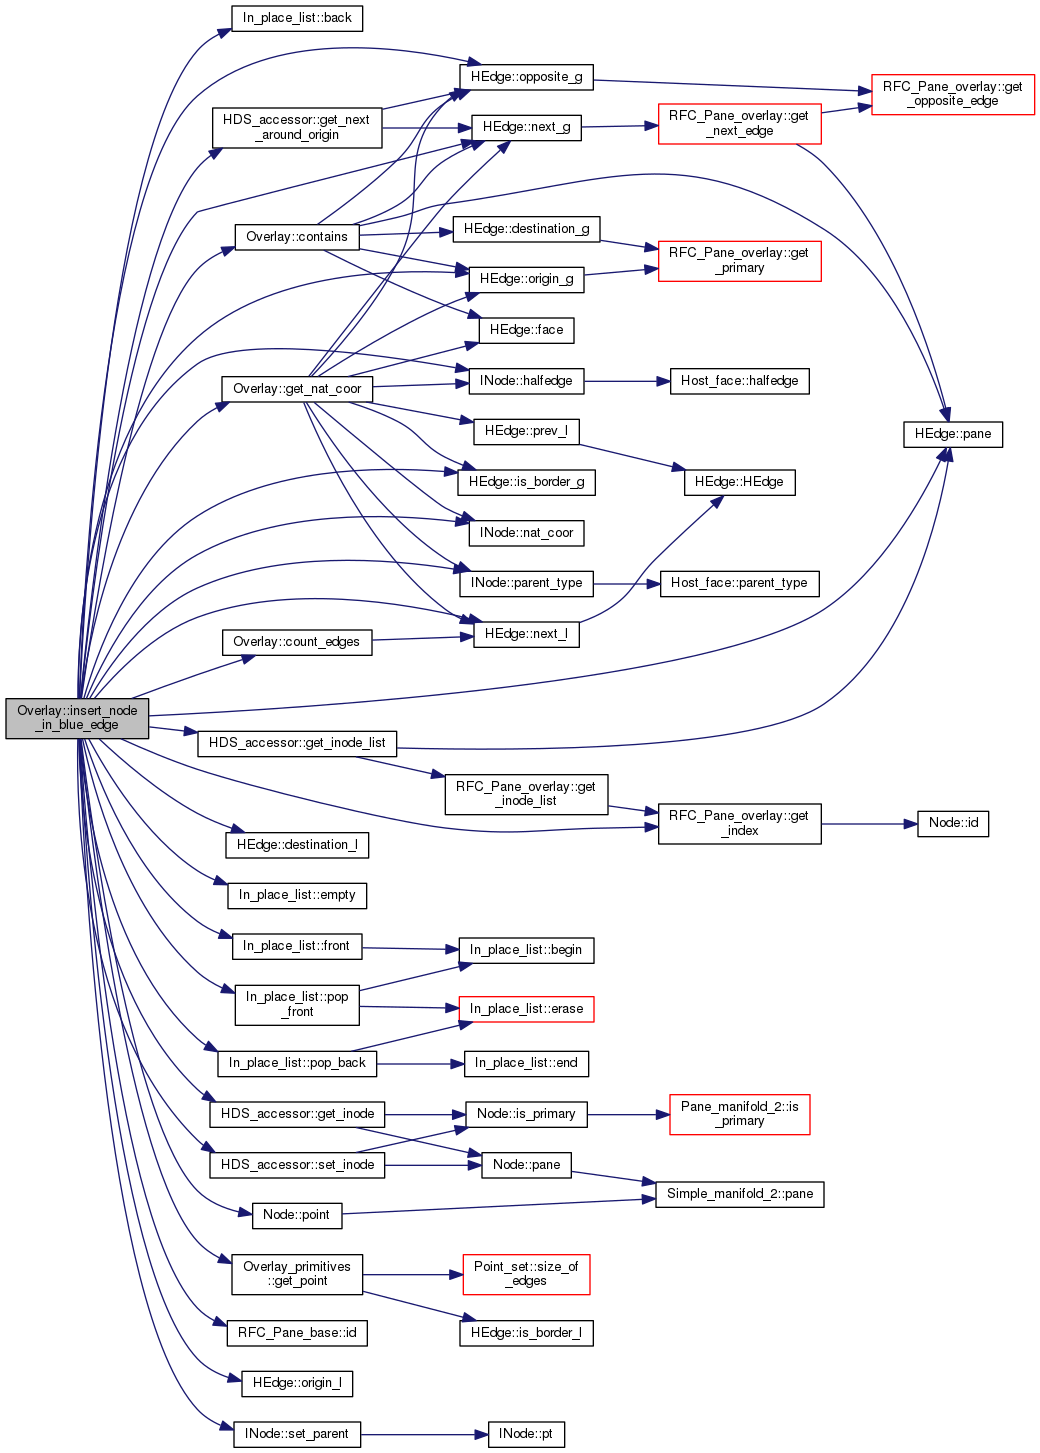 In_place_list::back
HEdge::opposite_g
RFC_Pane_overlay::get
_opposite_edge
HDS_accessor::get_next
_around_origin
HEdge::next_g
RFC_Pane_overlay::get
_next_edge
Overlay::contains
HEdge::destination_g
RFC_Pane_overlay::get
_primary
HEdge::origin_g
HEdge::face
Overlay::get_nat_coor
INode::halfedge
Host_face::halfedge
HEdge::prev_l
HEdge::pane
HEdge::is_border_g
HEdge::HEdge
INode::nat_coor
INode::parent_type
Host_face::parent_type
Overlay::count_edges
HEdge::next_l
Overlay::insert_node
_in_blue_edge
HDS_accessor::get_inode_list
RFC_Pane_overlay::get
_inode_list
RFC_Pane_overlay::get
_index
Node::id
HEdge::destination_l
In_place_list::empty
In_place_list::front
In_place_list::begin
In_place_list::pop
_front
In_place_list::erase
In_place_list::pop_back
In_place_list::end
HDS_accessor::get_inode
Node::is_primary
Pane_manifold_2::is
_primary
HDS_accessor::set_inode
Node::pane
Simple_manifold_2::pane
Node::point
Overlay_primitives
::get_point
Point_set::size_of
_edges
RFC_Pane_base::id
HEdge::is_border_l
HEdge::origin_l
INode::set_parent
INode::pt